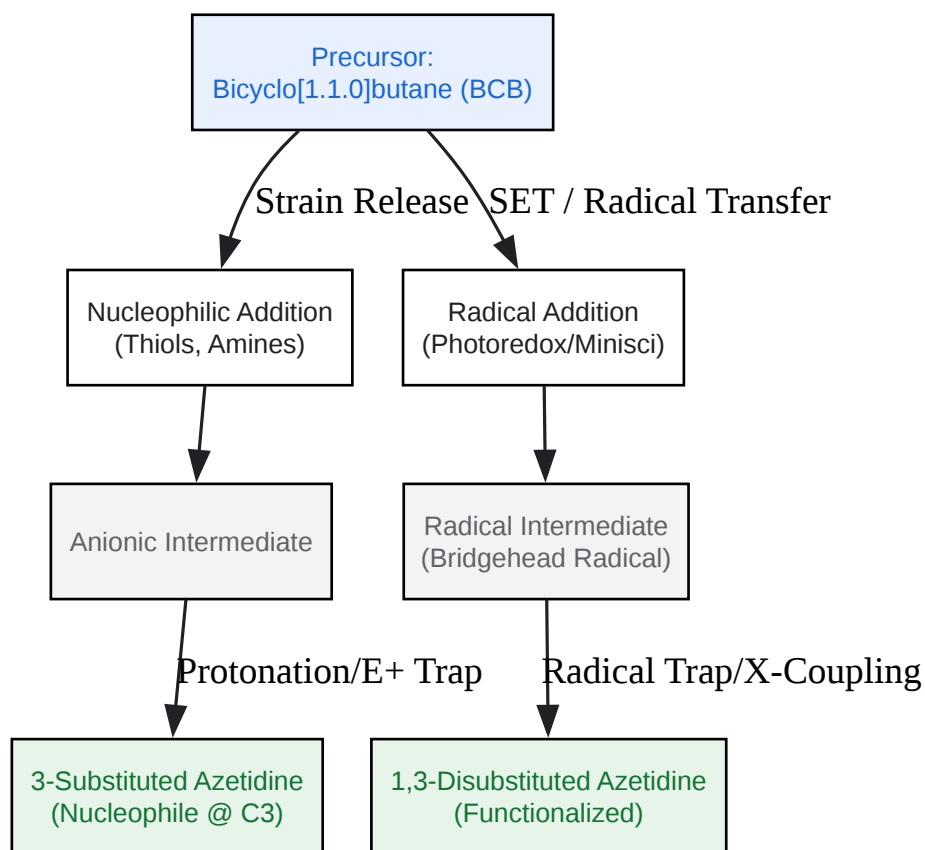 Precursor:
Bicyclo[1.1.0]butane (BCB)
Strain Release
SET / Radical Transfer
Nucleophilic Addition
(Thiols, Amines)
Radical Addition
(Photoredox/Minisci)
Anionic Intermediate
Radical Intermediate
(Bridgehead Radical)
Protonation/E+ Trap
Radical Trap/X-Coupling
3-Substituted Azetidine
(Nucleophile @ C3)
1,3-Disubstituted Azetidine
(Functionalized)